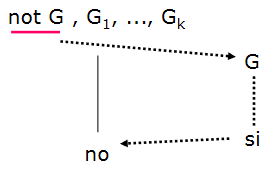 not G , G₁, ..., Gₖ
G
si
no